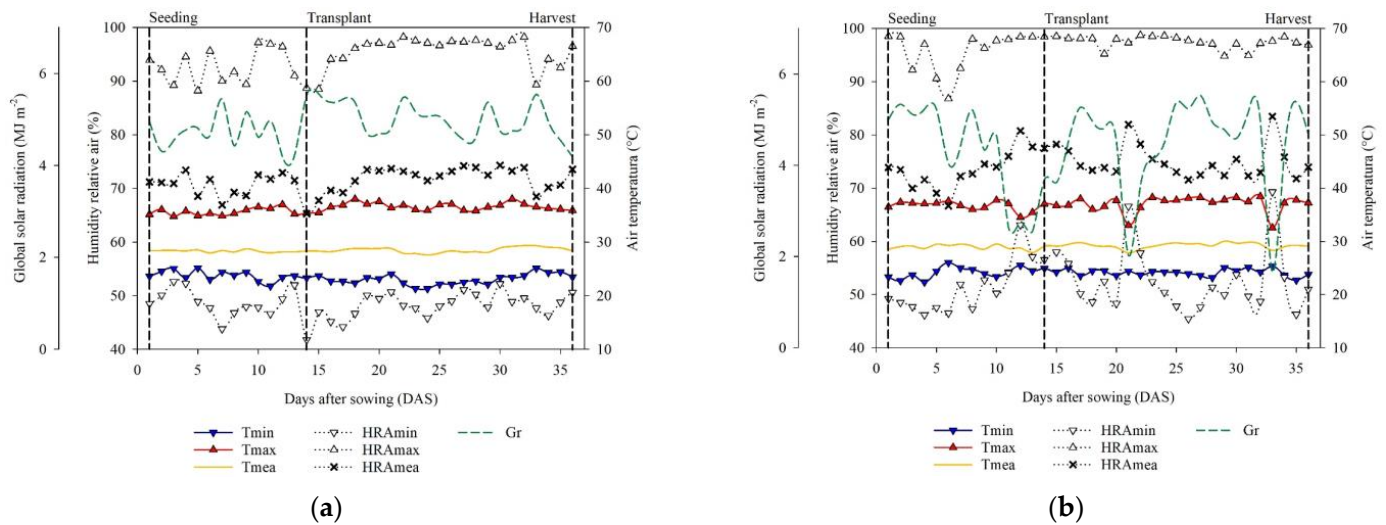 Seeding Transplant Harvest
Global solar radiation (MJ m-2)
0 2 4 6
Humidity relative air (%)
100 90 80 70 60 50 40
Air temperatura (°C)
70 60 50 40 30 20 10
0 5 10 15 20 25 30 35
Days after sowing (DAS)
Tmin HRAmin Gr
Tmax HRAmax
Tmea HRAmea
(a)
Seeding Transplant Harvest
Global solar radiation (MJ m-2)
0 2 4 6
Humidity relative air (%)
100 90 80 70 60 50 40
Air temperatura (°C)
70 60 50 40 30 20 10
0 5 10 15 20 25 30 35
Days after sowing (DAS)
Tmin HRAmin Gr
Tmax HRAmax
Tmea HRAmea
(b)